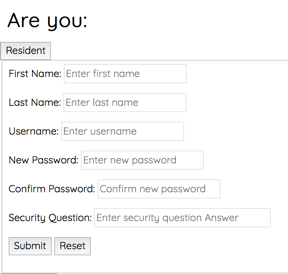 Are you:
Resident
First Name: Enter first name
Last Name: Enter last name
Username: Enter username
New Password: Enter new password
Confirm Password: Confirm new password
Security Question: Enter security question Answer
Submit Reset